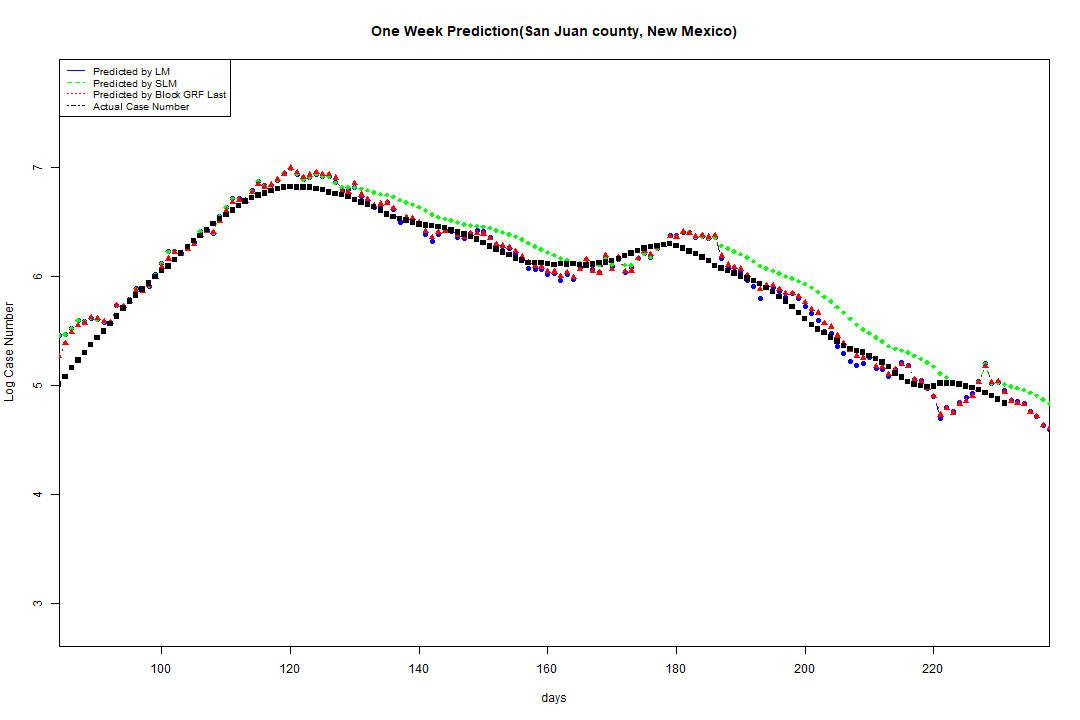 One Week Prediction(San Juan county, New Mexico)
Predicted by LM
Predicted by SLM
Predicted by Block GRF Last
Actual Case Number
7
6
5
4
3
Log Case Number
100 120 140 160 180 200 220
days